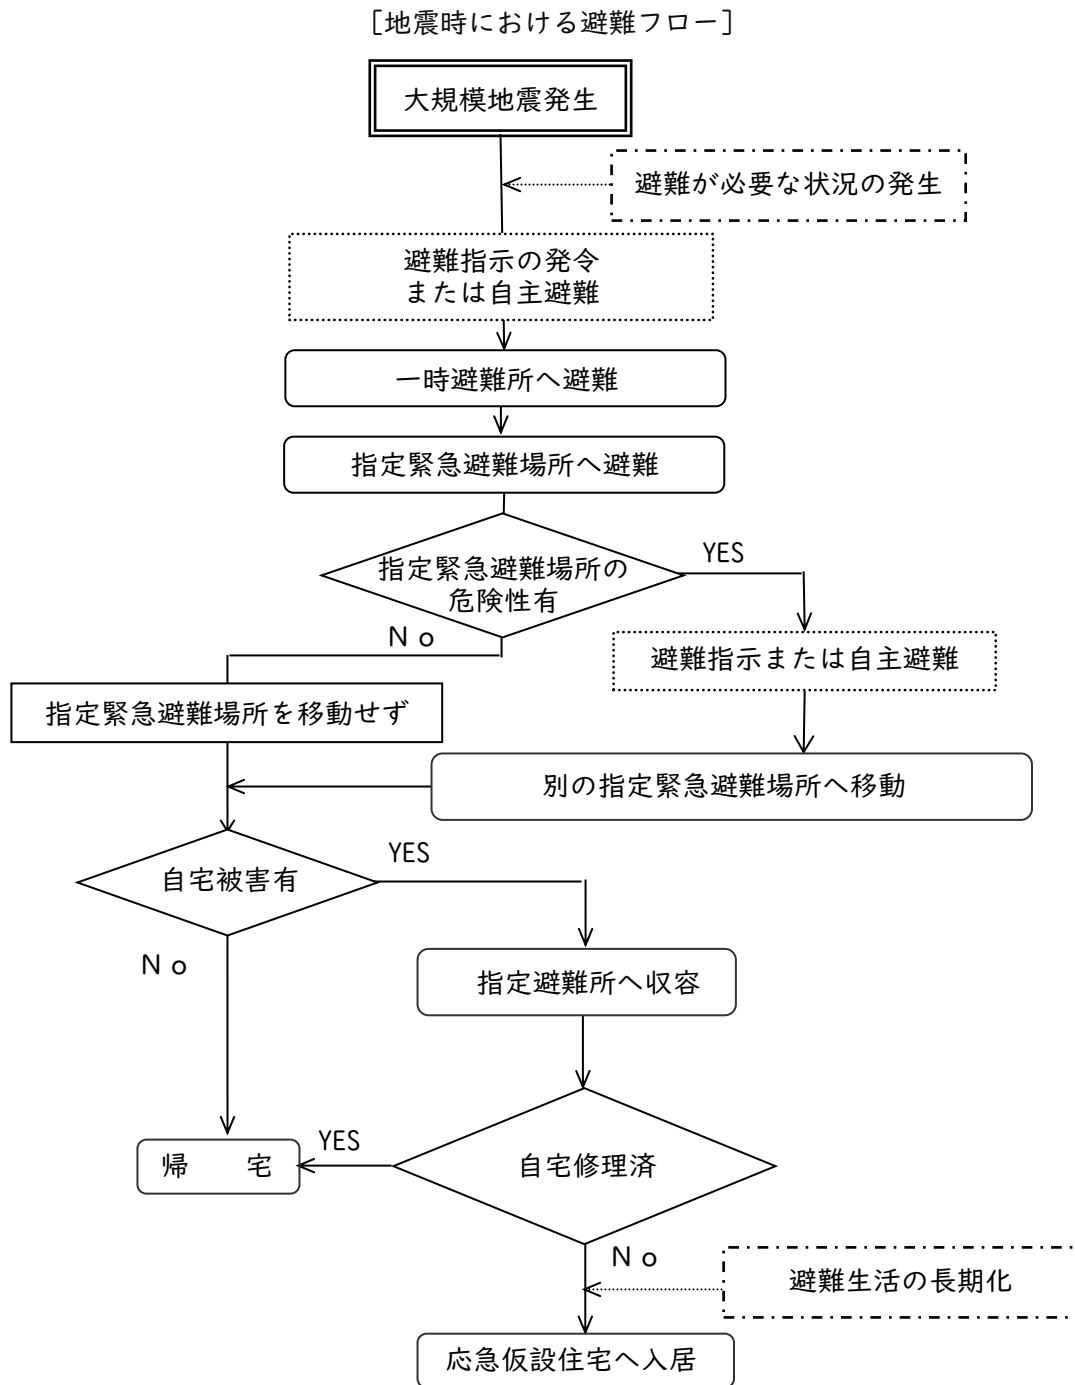 ［地震時における避難フロー］
大規模地震発生
避難が必要な状況の発生
避難指示の発令
または自主避難
一時避難所へ避難
指定緊急避難場所へ避難
指定緊急避難場所の
危険性有
YES
Ｎｏ
避難指示または自主避難
指定緊急避難場所を移動せず
別の指定緊急避難場所へ移動
自宅被害有
YES
Ｎｏ
指定避難所へ収容
自宅修理済
YES
帰　　宅
Ｎｏ
避難生活の長期化
応急仮設住宅へ入居